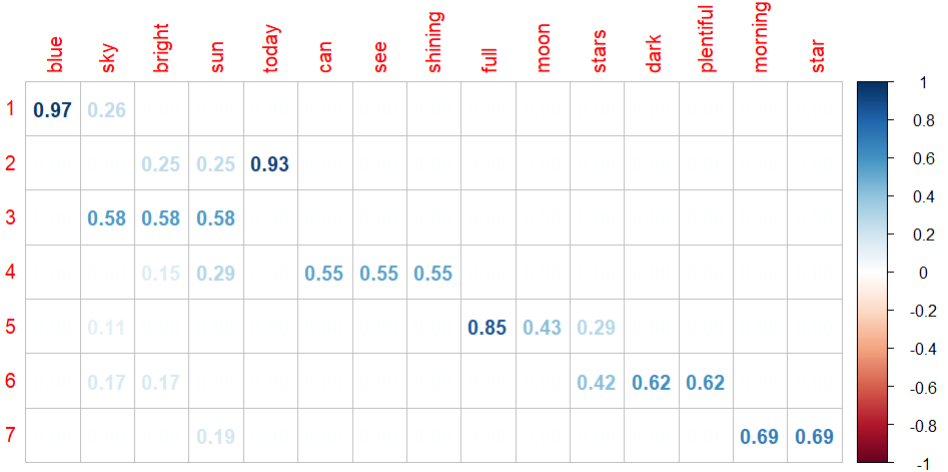 blue sky bright sun today can see shining full moon stars dark plentiful morning star
1 0.97 0.26
2 0.25 0.25 0.93
3 0.58 0.58 0.58
4 0.15 0.29 0.55 0.55 0.55
5 0.11 0.85 0.43 0.29
6 0.17 0.17 0.42 0.62 0.62
7 0.19 0.69 0.69
1
0.8
0.6
0.4
0.2
0
-0.2
-0.4
-0.6
-0.8
-1